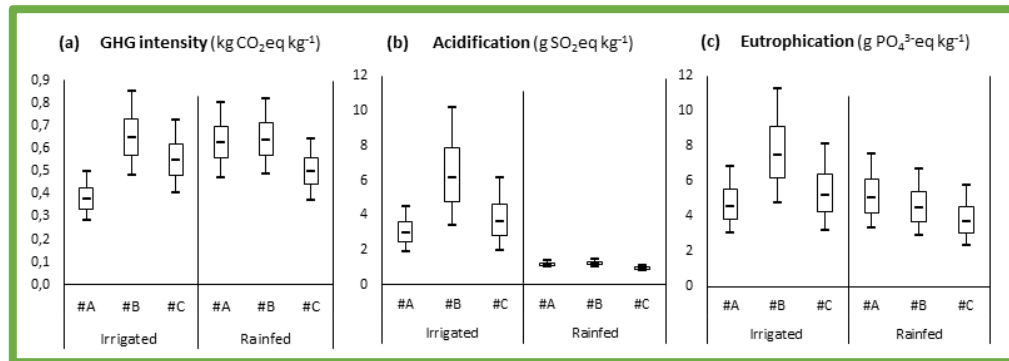 (a) GHG intensity (kg CO₂eq kg⁻¹)
0,9
0,8
0,7
0,6
0,5
0,4
0,3
0,2
0,1
0,0
#A #B #C #A #B #C
Irrigated Rainfed
(b) Acidification (g SO₂eq kg⁻¹)
12
10
8
6
4
2
0
#A #B #C #A #B #C
Irrigated Rainfed
(c) Eutrophication (g PO₄³⁻eq kg⁻¹)
12
10
8
6
4
2
0
#A #B #C #A #B #C
Irrigated Rainfed